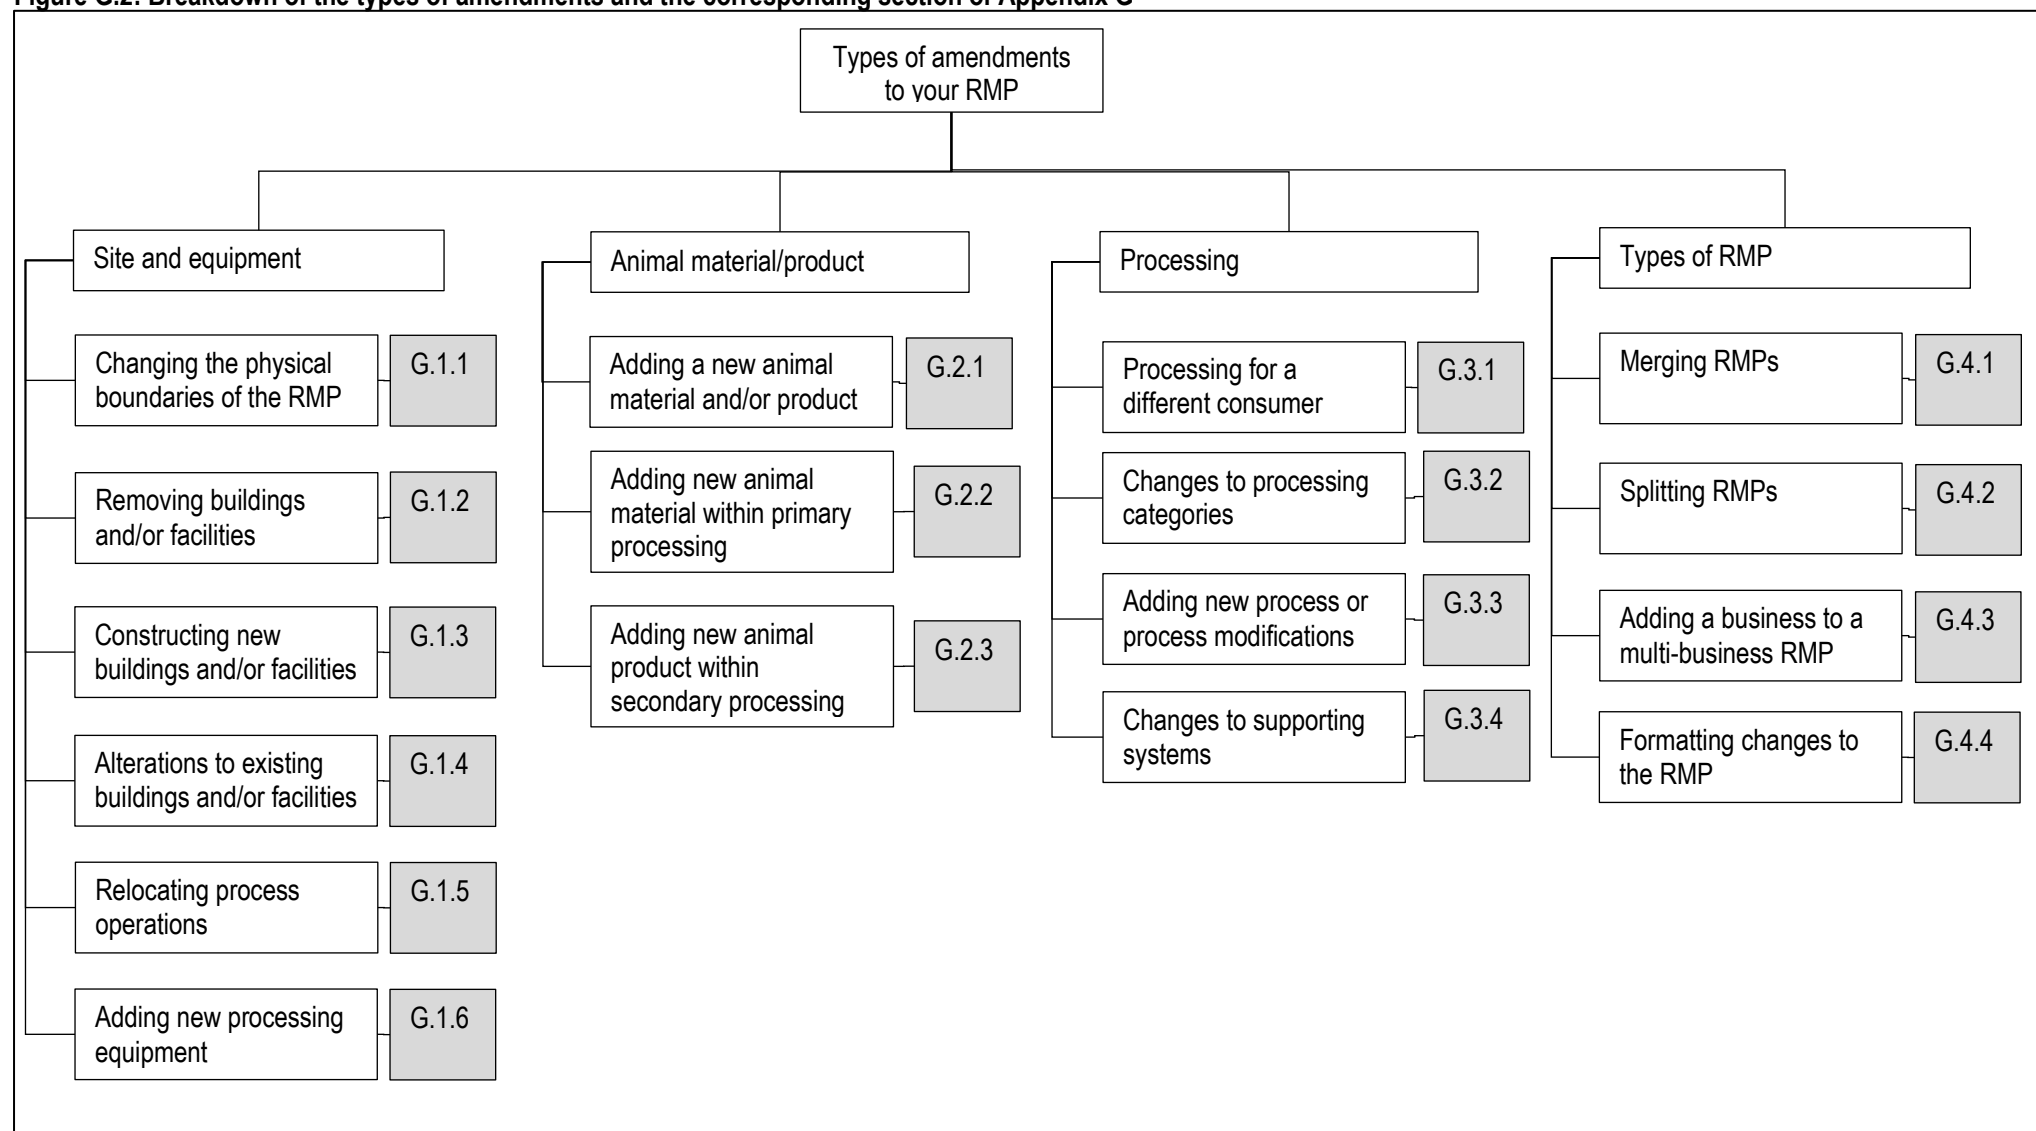 Figure G.2: Breakdown of the types of amendments and the corresponding section of Appendix G
Types of amendments
to your RMP
Site and equipment
Changing the physical
boundaries of the RMP
G.1.1
Removing buildings
and/or facilities
G.1.2
Constructing new
buildings and/or facilities
G.1.3
Alterations to existing
buildings and/or facilities
G.1.4
Relocating process
operations
G.1.5
Adding new processing
equipment
G.1.6
Animal material/product
Adding a new animal
material and/or product
G.2.1
Adding new animal
material within primary
processing
G.2.2
Adding new animal
product within
secondary processing
G.2.3
Processing
Processing for a
different consumer
G.3.1
Changes to processing
categories
G.3.2
Adding new process or
process modifications
G.3.3
Changes to supporting
systems
G.3.4
Types of RMP
Merging RMPs
G.4.1
Splitting RMPs
G.4.2
Adding a business to a
multi-business RMP
G.4.3
Formatting changes to
the RMP
G.4.4